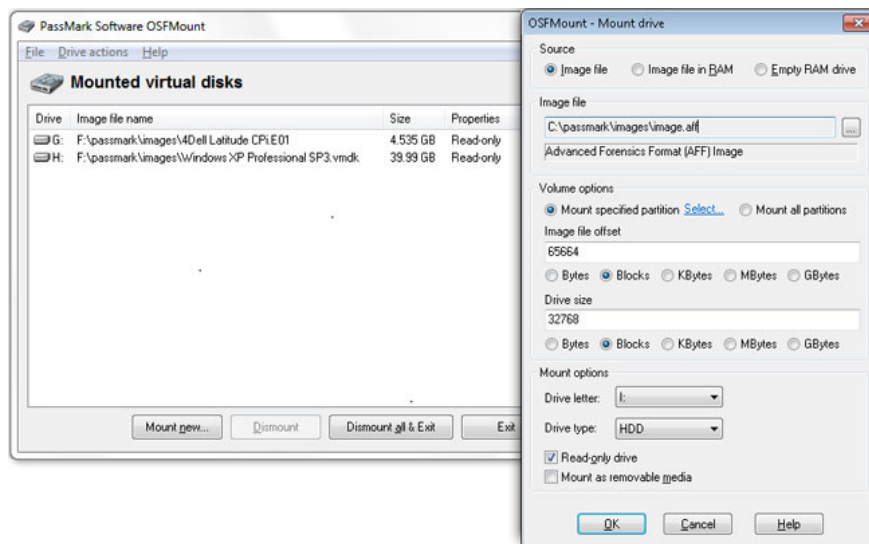 PassMark Software OSFMount
File Drive actions Help
Mounted virtual disks
Drive Image file name Size Properties
G: F:\passmark\images\4Dell Latitude CPi.E01 4.535 GB Read-only
H: F:\passmark\images\Windows XP Professional SP3.vmdk 39.99 GB Read-only
Mount new... Dismount Dismount all & Exit Exit
OSFMount - Mount drive
Source
Image file Image file in RAM Empty RAM drive
Image file
C:\passmark\images\image.aff
...
Advanced Forensics Format (AFF) Image
Volume options
Mount specified partition Select... Mount all partitions
Image file offset
65664
Bytes Blocks KBytes MBytes GBytes
Drive size
32768
Bytes Blocks KBytes MBytes GBytes
Mount options
Drive letter: I:
Drive type: HDD
Read-only drive
Mount as removable media
OK Cancel Help